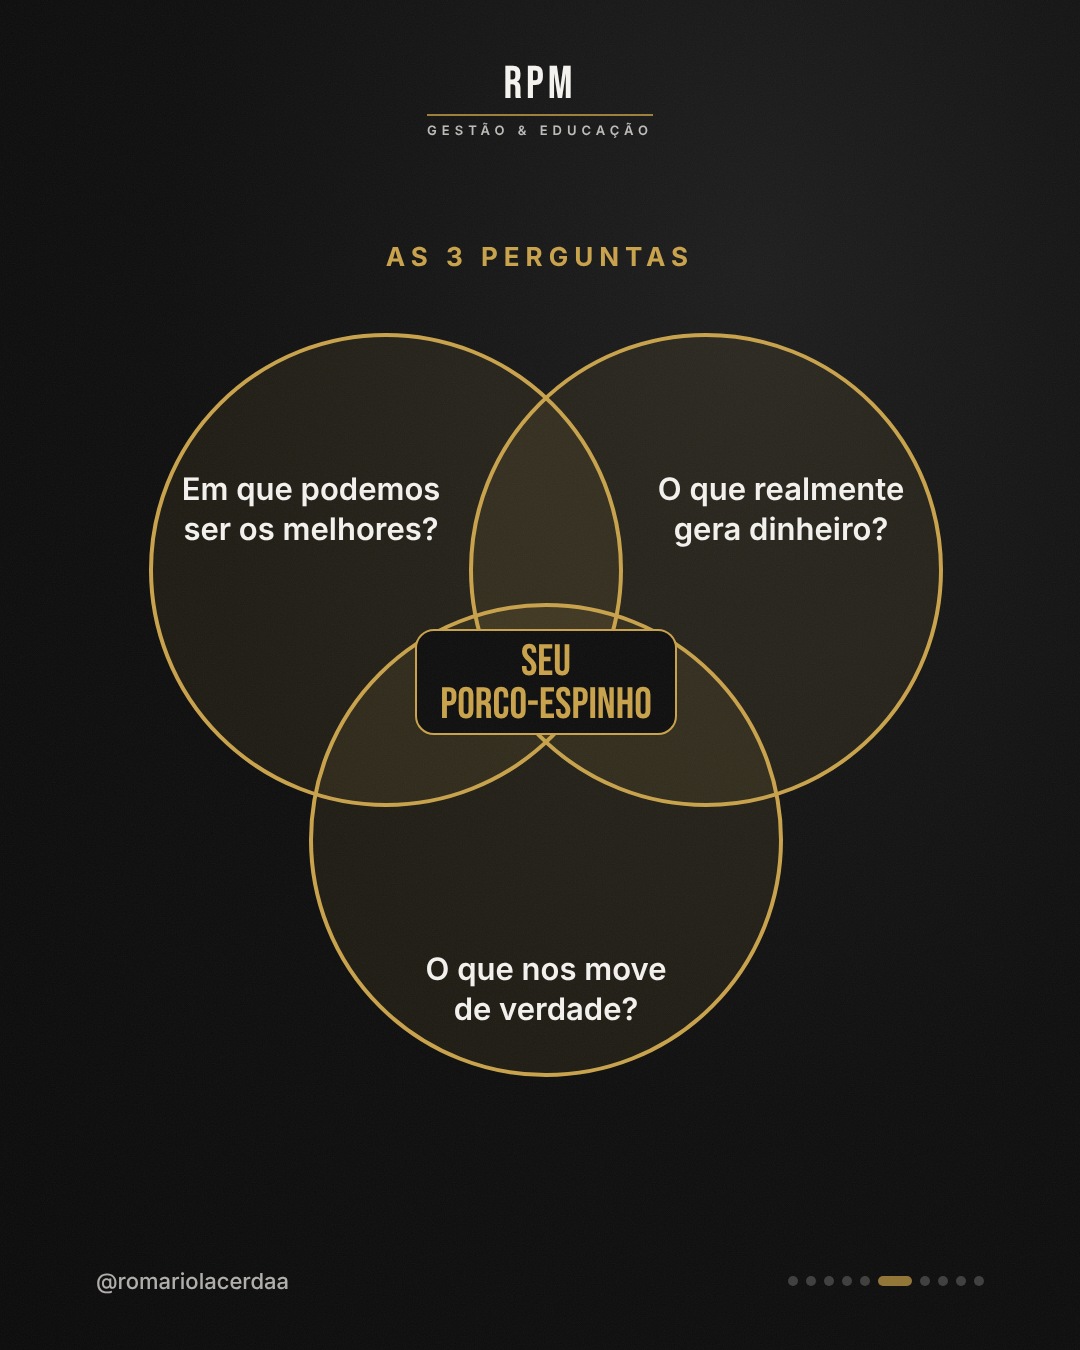 RPM
GESTÃO & EDUCAÇÃO
AS 3 PERGUNTAS
Em que podemos
ser os melhores?
O que realmente
gera dinheiro?
SEU
PORCO-ESPINHO
O que nos move
de verdade?
@romariolacerdaa